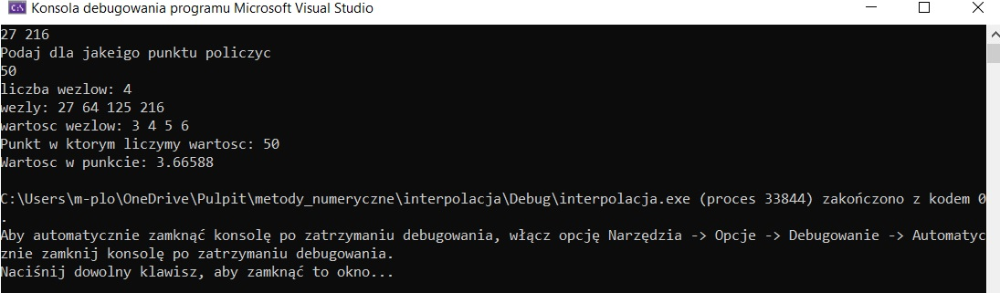 Konsola debugowania programu Microsoft Visual Studio
27 216
Podaj dla jakeigo punktu policzyc
50
liczba wezlow: 4
wezly: 27 64 125 216
wartosc wezlow: 3 4 5 6
Punkt w ktorym liczymy wartosc: 50
Wartosc w punkcie: 3.66588
C:\Users\m-plo\OneDrive\Pulpit\metody_numeryczne\interpolacja\Debug\interpolacja.exe (proces 33844) zakończono z kodem 0
.
Aby automatycznie zamknąć konsolę po zatrzymaniu debugowania, włącz opcję Narzędzia -> Opcje -> Debugowanie -> Automatyc
znie zamknij konsolę po zatrzymaniu debugowania.
Naciśnij dowolny klawisz, aby zamknąć to okno...